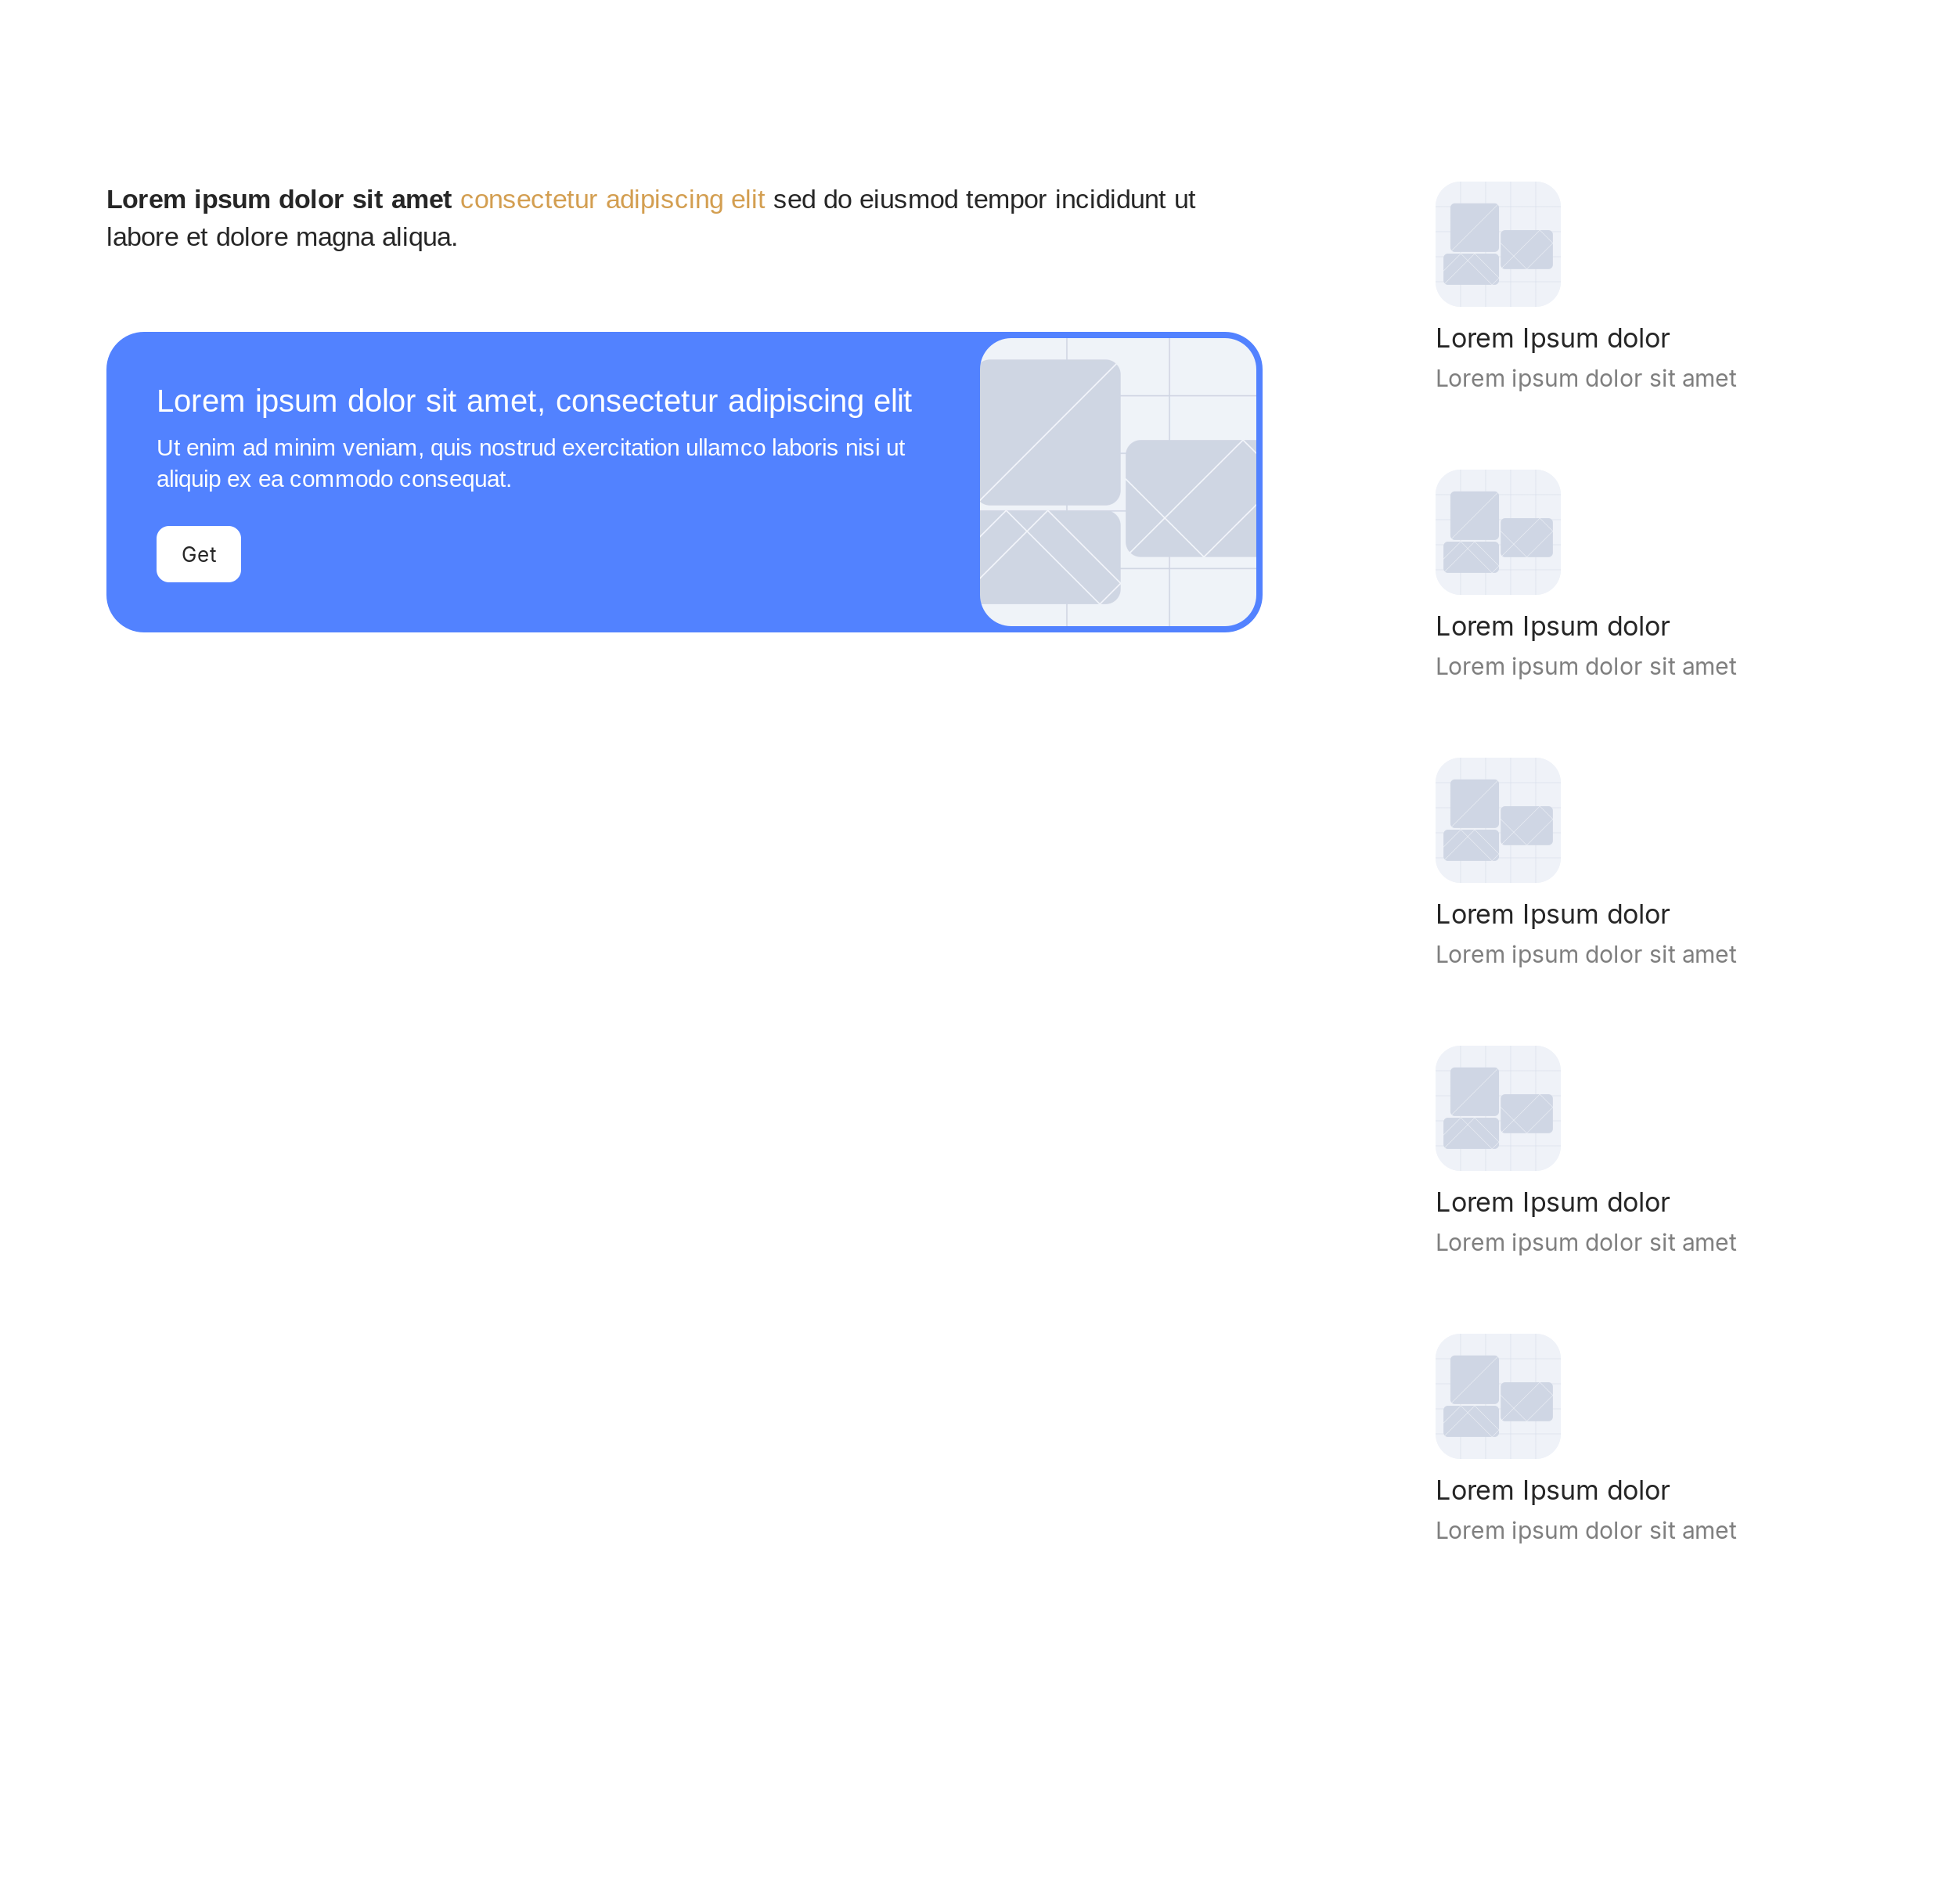 Lorem ipsum dolor sit amet consectetur adipiscing elit sed do eiusmod tempor incididunt ut
labore et dolore magna aliqua.
Lorem ipsum dolor sit amet, consectetur adipiscing elit
Ut enim ad minim veniam, quis nostrud exercitation ullamco laboris nisi ut
aliquip ex ea commodo consequat.
Get
Lorem Ipsum dolor
Lorem ipsum dolor sit amet
Lorem Ipsum dolor
Lorem ipsum dolor sit amet
Lorem Ipsum dolor
Lorem ipsum dolor sit amet
Lorem Ipsum dolor
Lorem ipsum dolor sit amet
Lorem Ipsum dolor
Lorem ipsum dolor sit amet